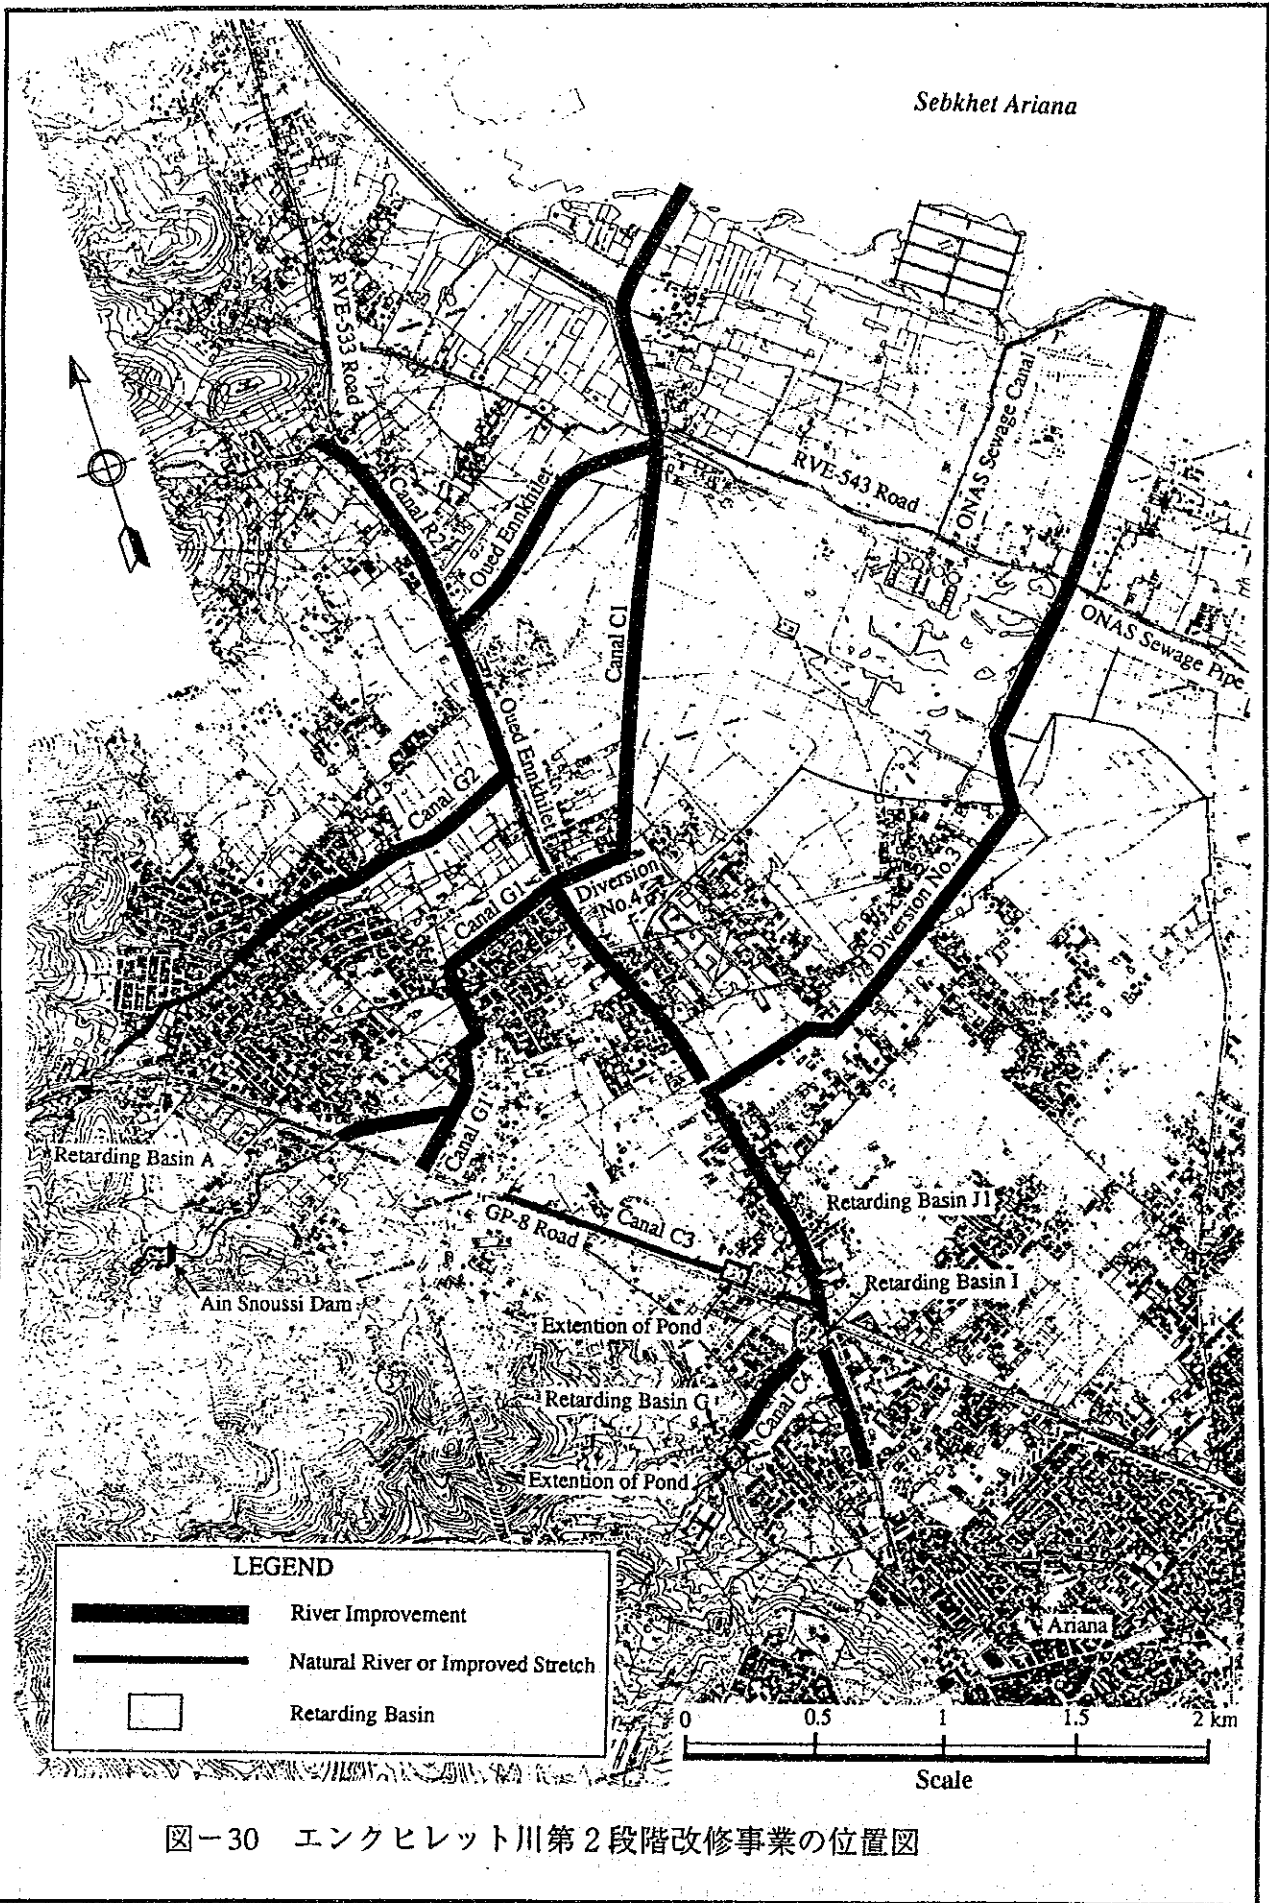 Sebkhet Ariana
RVE-533 Road
Canal R2
Oued Ennkhilet
RVE-543 Road
ONAS Sewage Canal
ONAS Sewage Pipe
Canal C1
Oued Ennkhilet
Canal G2
Canal G1
Diversion
No.4
Diversion No.3
Canal G1
Retarding Basin A
Ain Snoussi Dam
GP-8 Road
Canal C3
Retarding Basin J1
Retarding Basin I
Extention of Pond
Retarding Basin G
Canal C4
Extention of Pond
Ariana
LEGEND
River Improvement
Natural River or Improved Stretch
Retarding Basin
0 0.5 1 1.5 2 km
Scale
図-30 エンクヒレット川第2段階改修事業の位置図